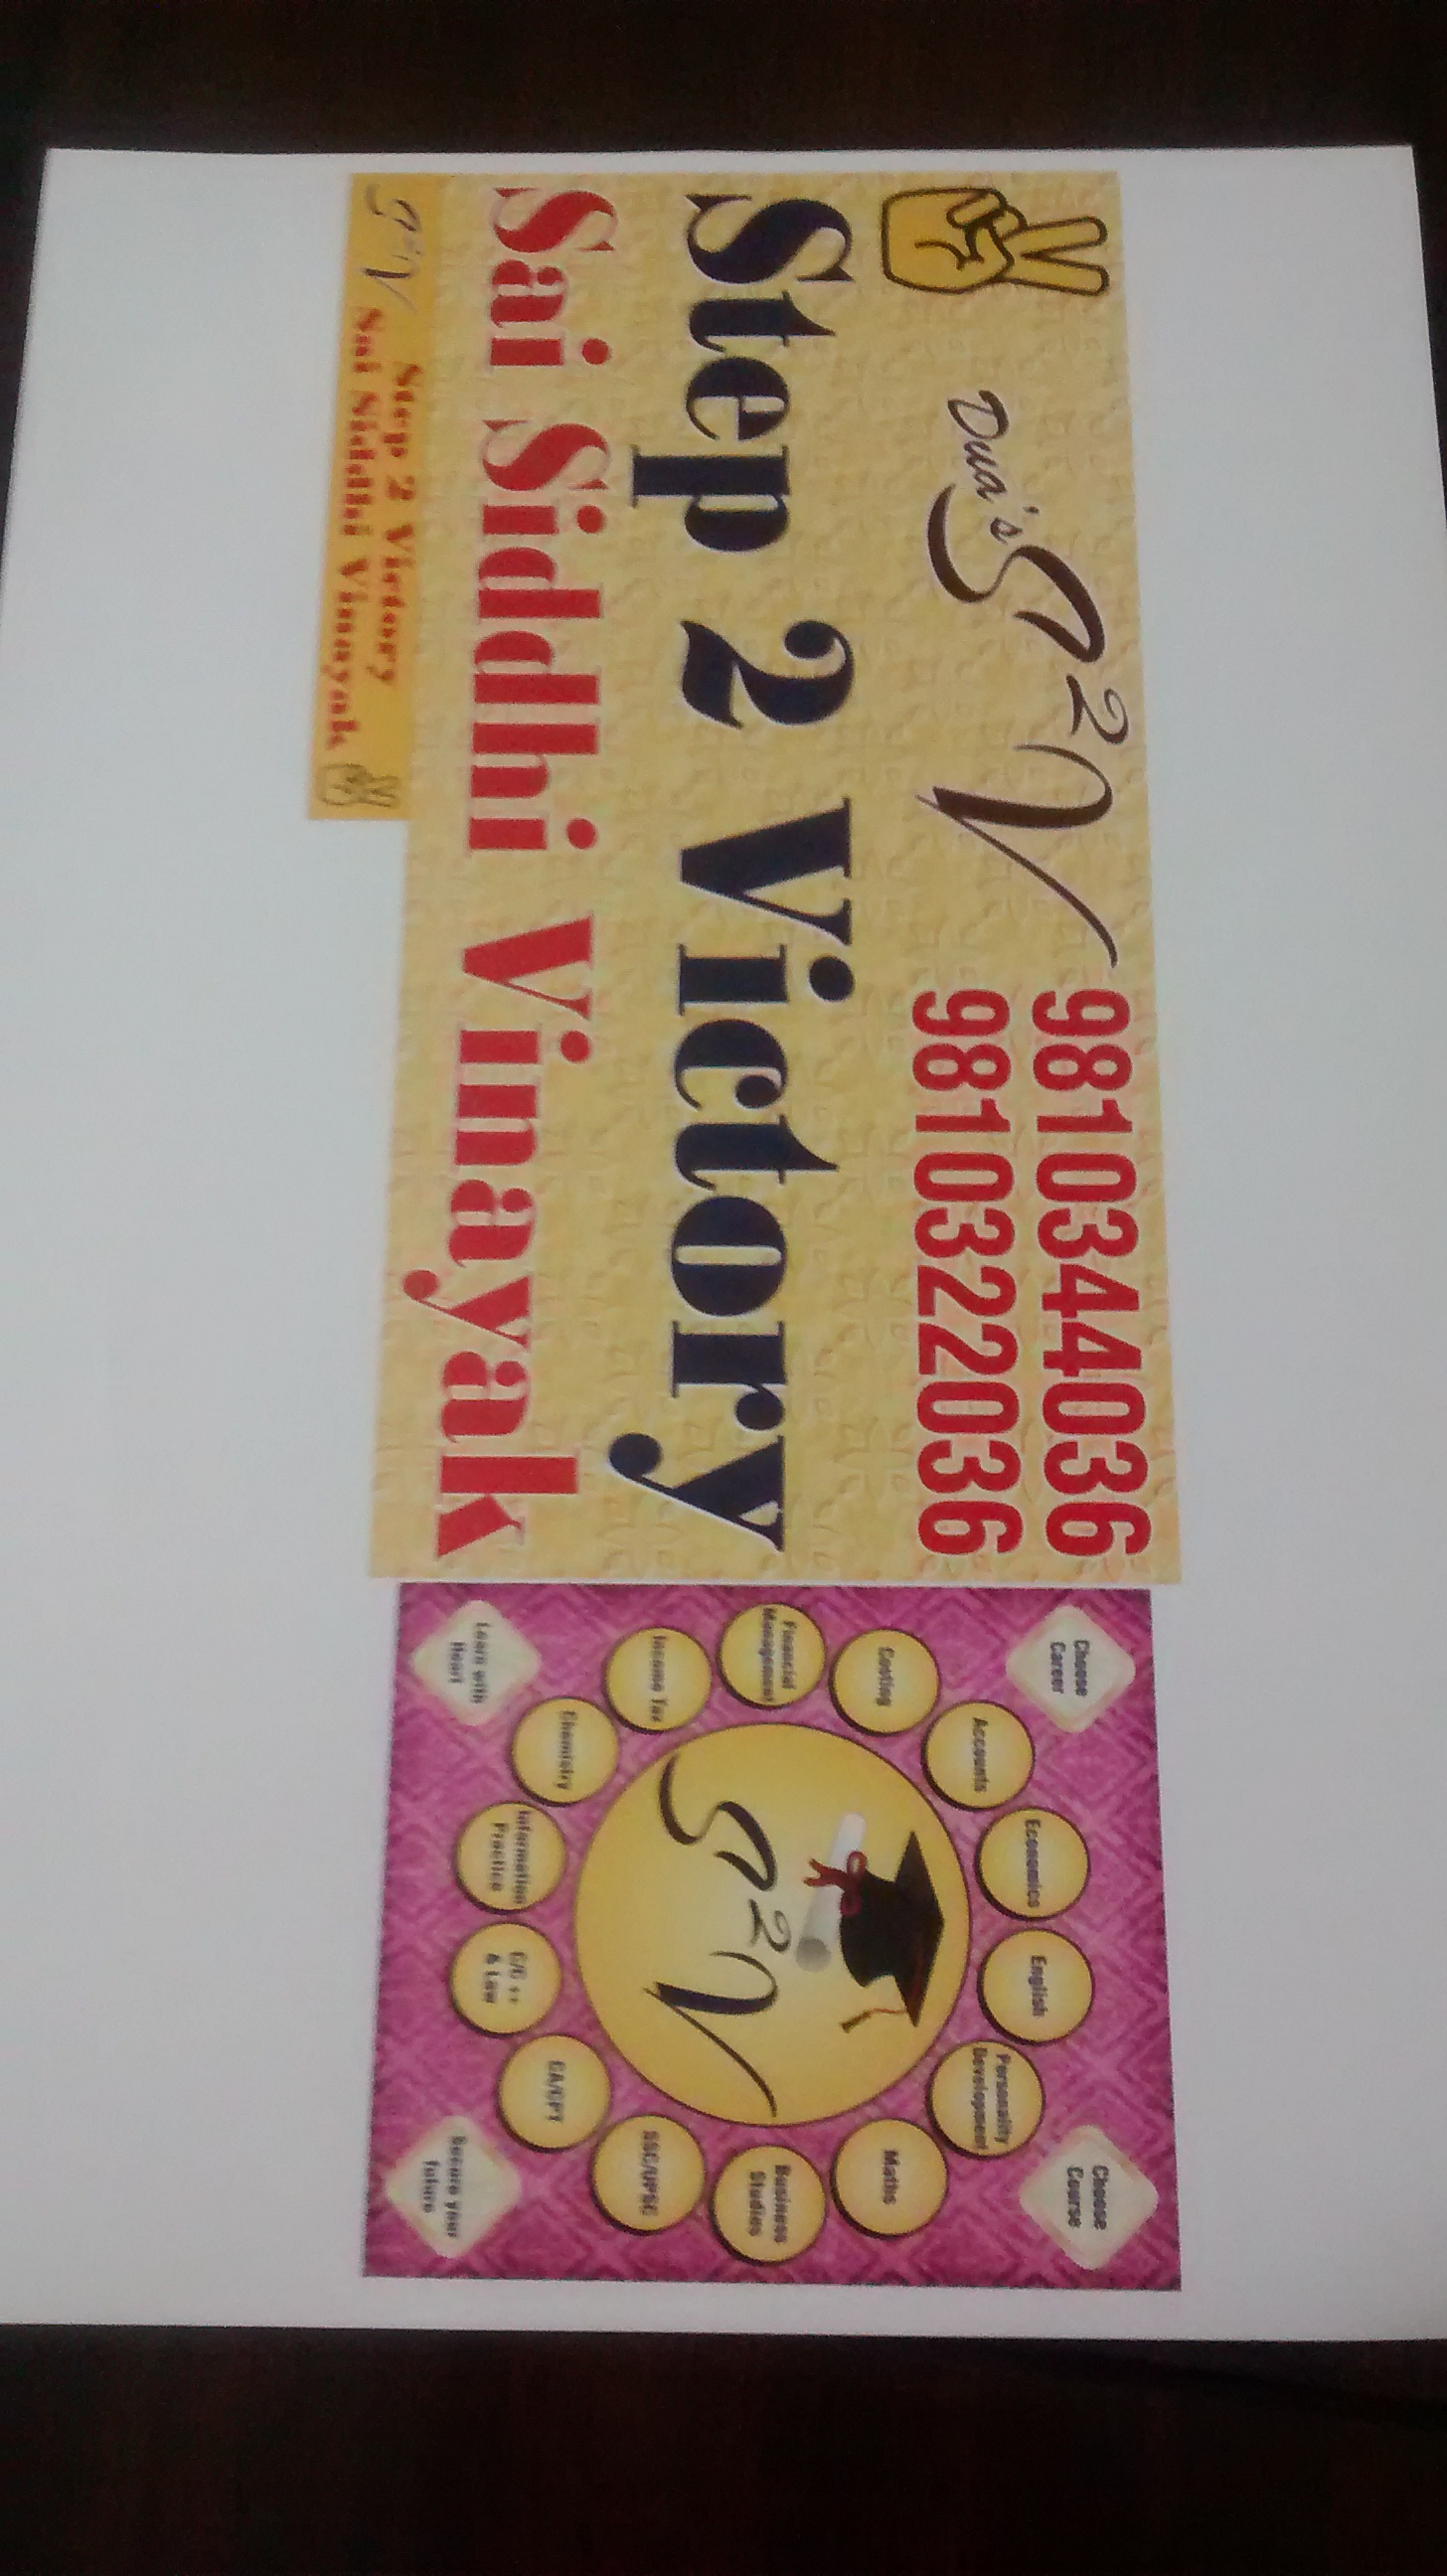 Dua's S2V
9810344036
9810322036
Step 2 Victory
Sai Siddhi Vinayak
S2V
Step 2 Victory
Sai Siddhi Vinayak
Choose
Career
Choose
Course
Learn with
Heart
Secure your
future
S2V
Financial
Management
Costing
Accounts
Economics
English
Personality
Development
Maths
Business
Studies
SSC/UPSC
CA/CPT
C/C ++
& Law
Information
Practice
Chemistry
Income Tax